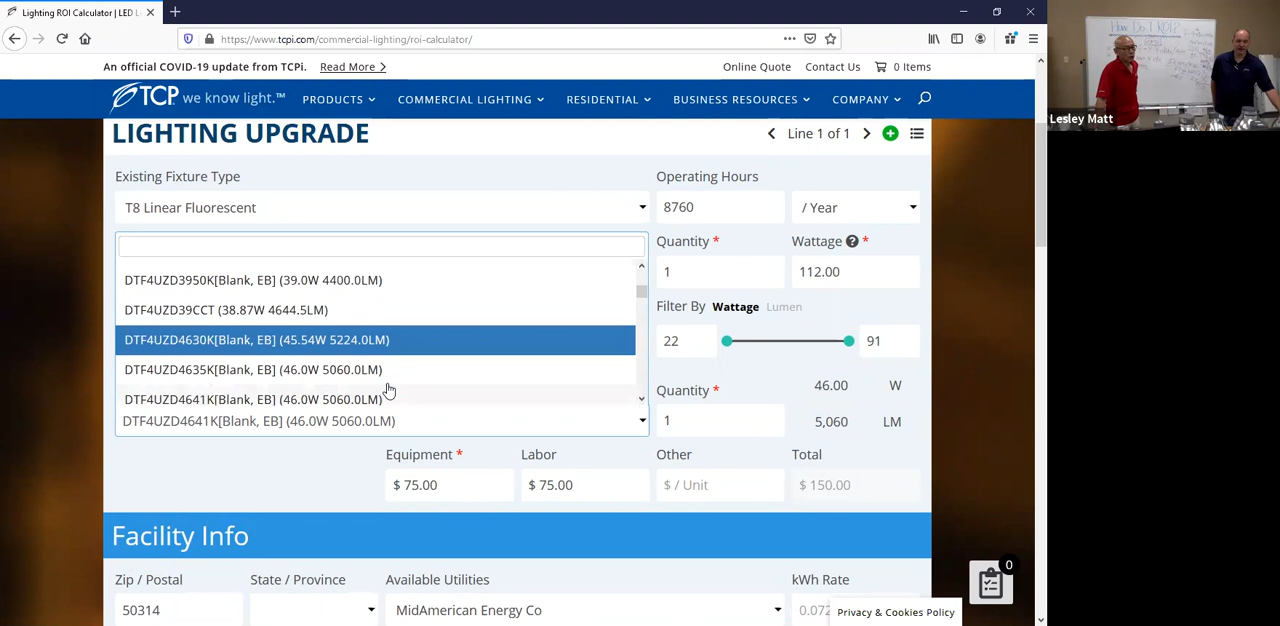 Lighting ROI Calculator | LED L
https://www.tcpi.com/commercial-lighting/roi-calculator/
An official COVID-19 update from TCPi. Read More >
Online Quote Contact Us 0 Items
TCP we know light.™ PRODUCTS COMMERCIAL LIGHTING RESIDENTIAL BUSINESS RESOURCES COMPANY
LIGHTING UPGRADE
Line 1 of 1
Existing Fixture Type
Operating Hours
T8 Linear Fluorescent
8760
/ Year
Quantity *
Wattage ? *
1
112.00
DTF4UZD3950K[Blank, EB] (39.0W 4400.0LM)
DTF4UZD39CCT (38.87W 4644.5LM)
DTF4UZD4630K[Blank, EB] (45.54W 5224.0LM)
DTF4UZD4635K[Blank, EB] (46.0W 5060.0LM)
DTF4UZD4641K[Blank, EB] (46.0W 5060.0LM)
DTF4UZD4641K[Blank, EB] (46.0W 5060.0LM)
Filter By Wattage Lumen
22
91
Quantity *
46.00 W
1
5,060 LM
Equipment *
Labor
Other
Total
$ 75.00
$ 75.00
$ / Unit
$ 150.00
Facility Info
0
Zip / Postal
State / Province
Available Utilities
kWh Rate
50314
MidAmerican Energy Co
0.072
Privacy & Cookies Policy
How Do I ROI?
Lesley Matt